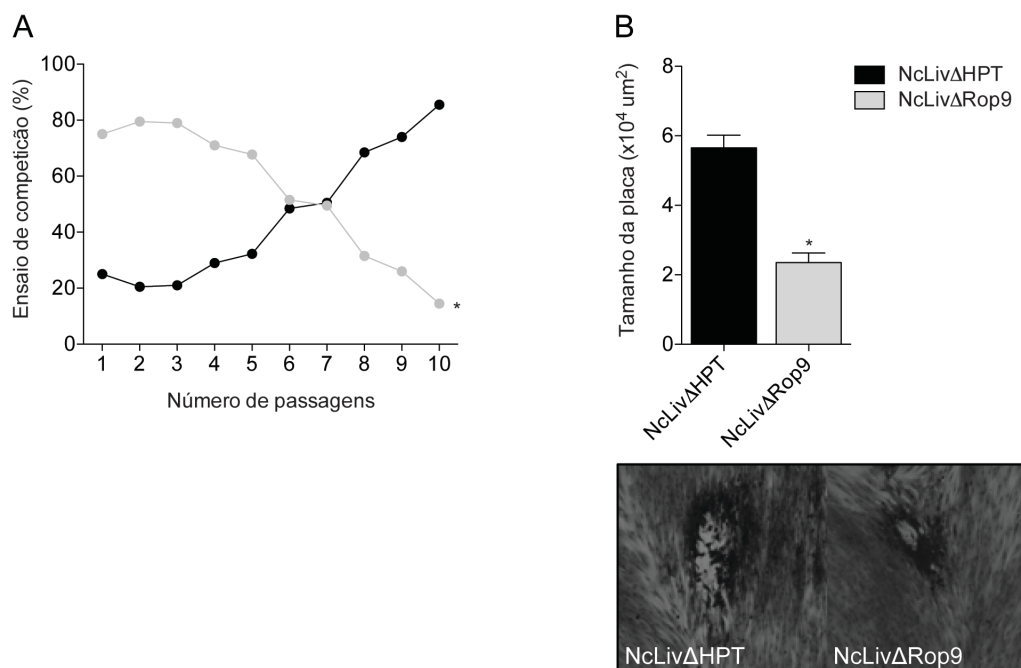 A
Ensaio de competicão (%)
100
80
60
40
20
0
1 2 3 4 5 6 7 8 9 10
*
Número de passagens
B
Tamanho da placa (x10⁴ um²)
8
6
4
2
0
*
NcLivΔHPT
NcLivΔRop9
NcLivΔHPT
NcLivΔRop9
NcLivΔHPT
NcLivΔRop9